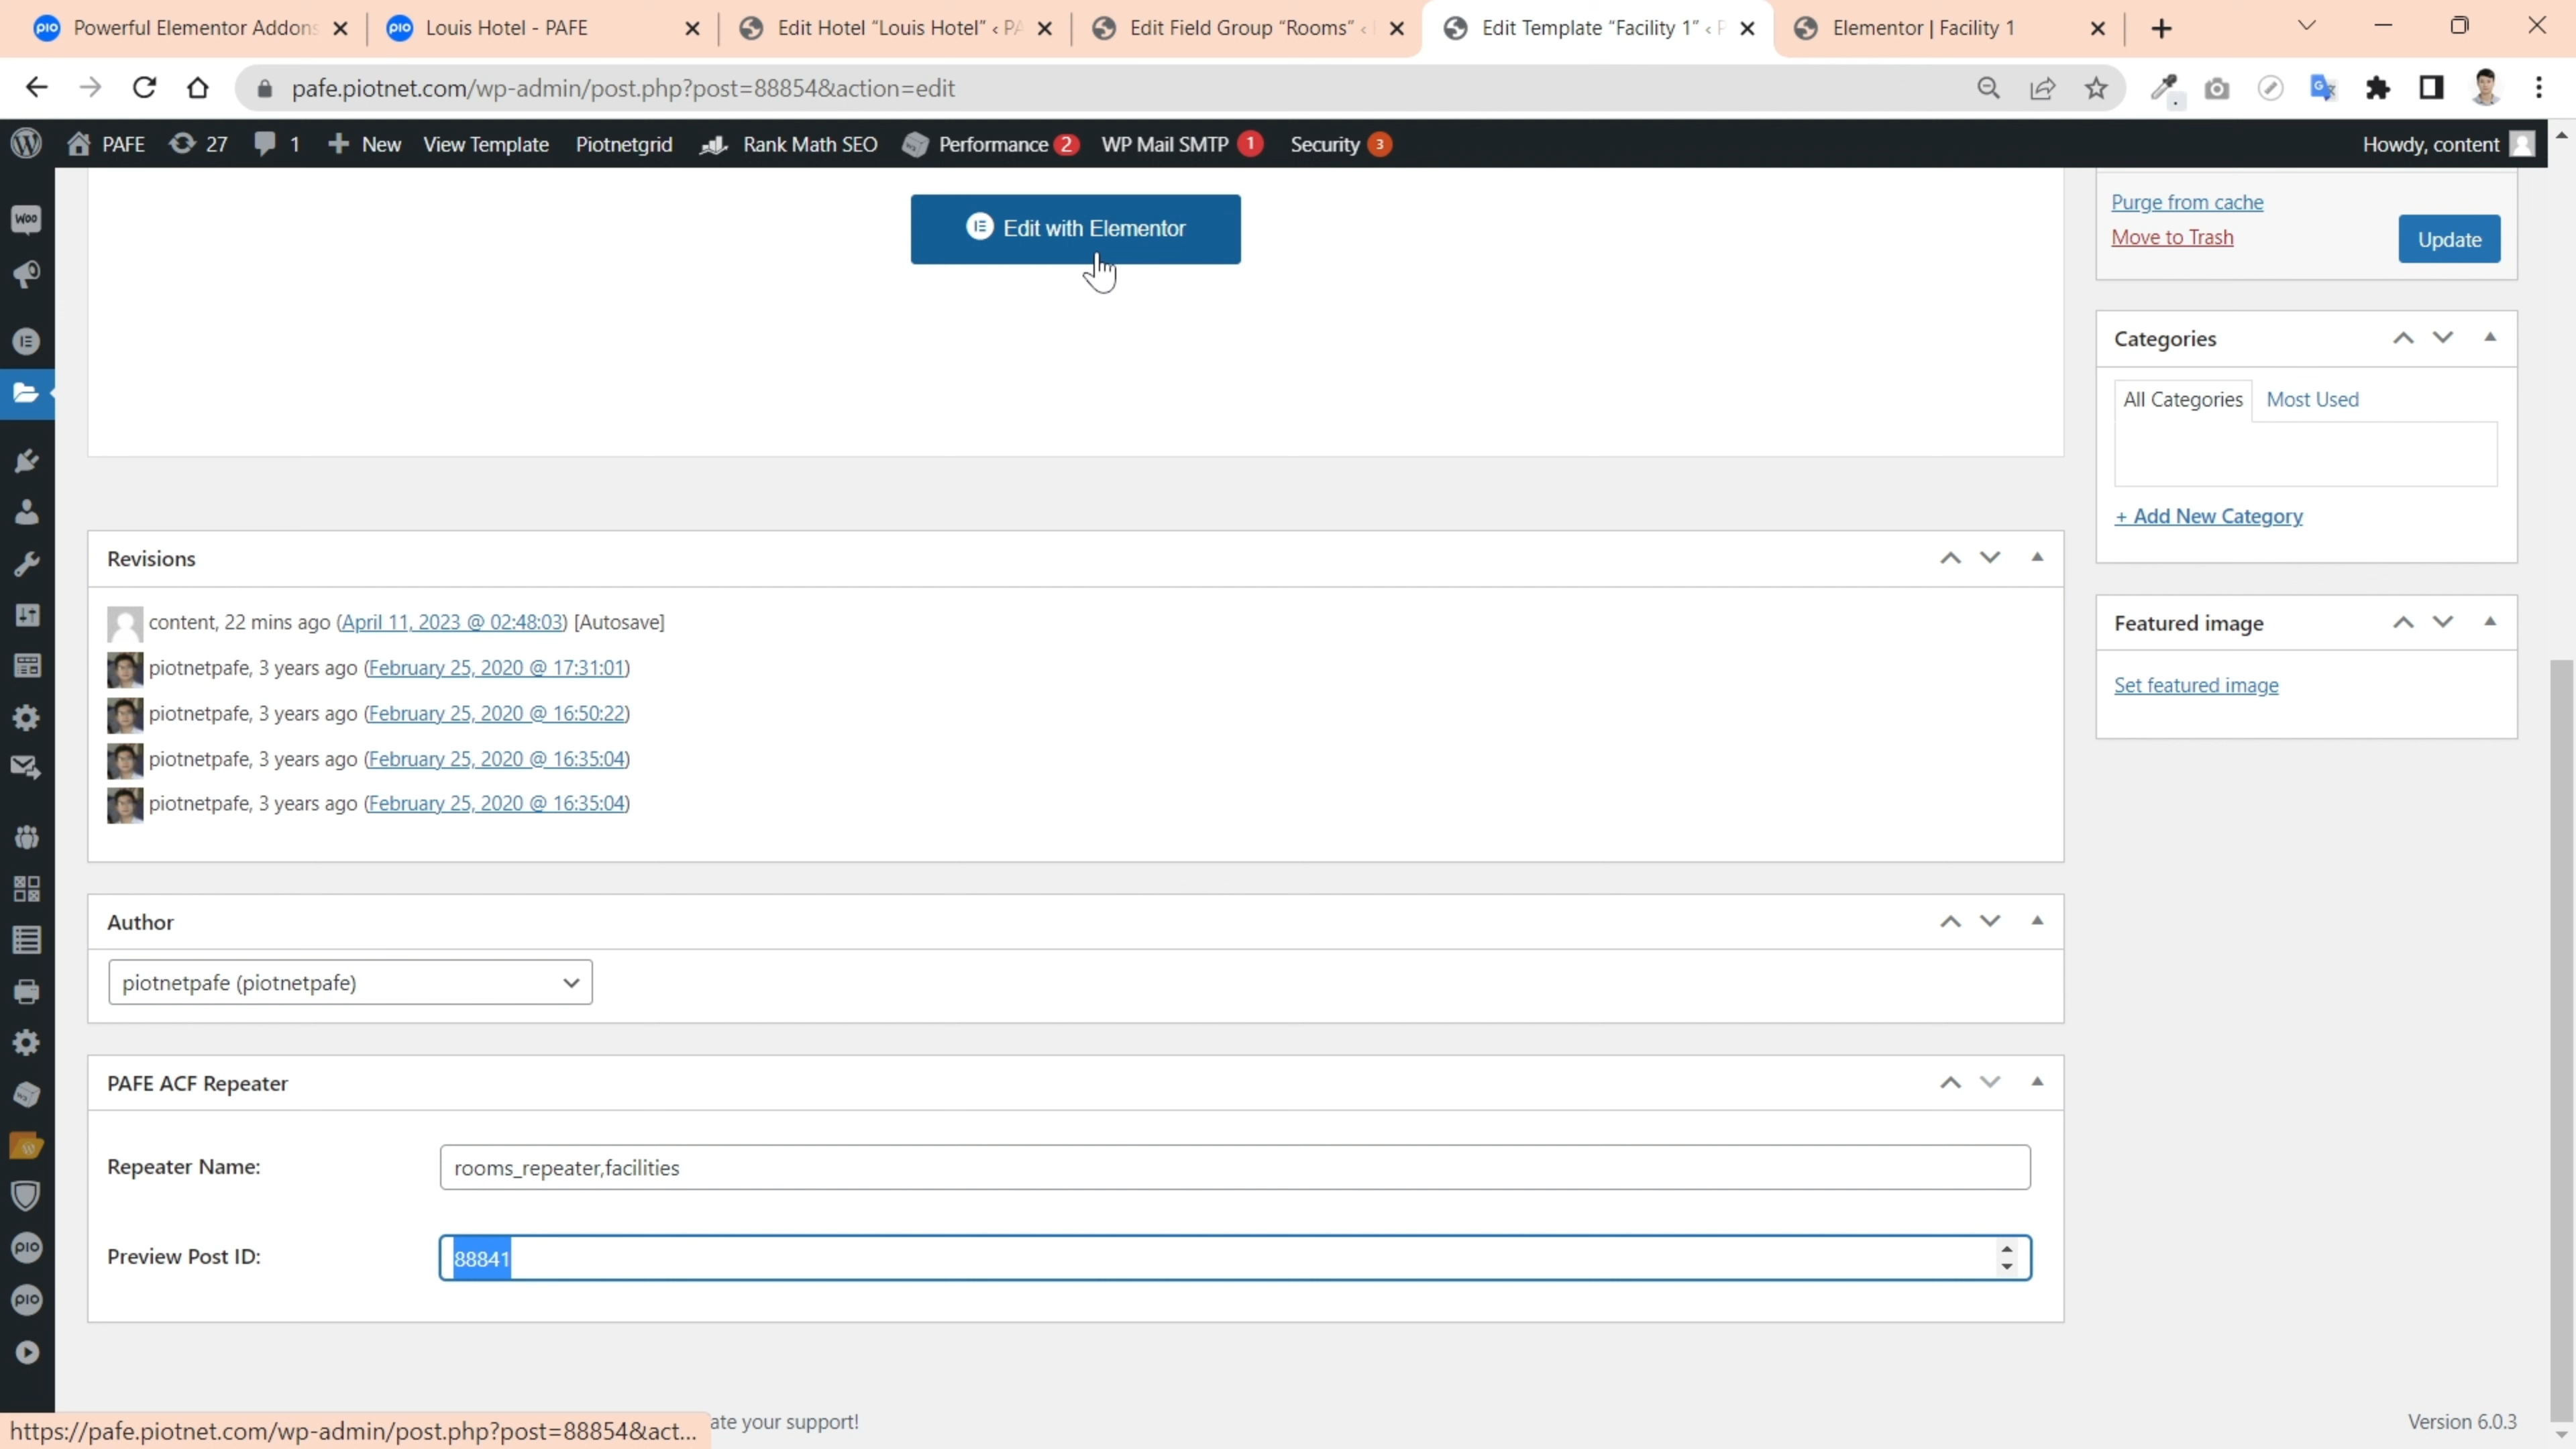 pio Powerful Elementor Addons
pio Louis Hotel - PAFE
Edit Hotel “Louis Hotel” ‹ PA
Edit Field Group “Rooms” ‹
Edit Template “Facility 1” ‹ P
Elementor | Facility 1
pafe.piotnet.com/wp-admin/post.php?post=88854&action=edit
PAFE 27 1 New View Template Piotnetgrid Rank Math SEO Performance 2 WP Mail SMTP 1 Security 3 Howdy, content
Woo
Edit with Elementor
Purge from cache
Move to Trash
Update
Categories
All Categories Most Used
+ Add New Category
Featured image
Set featured image
Revisions
content, 22 mins ago (April 11, 2023 @ 02:48:03) [Autosave]
piotnetpafe, 3 years ago (February 25, 2020 @ 17:31:01)
piotnetpafe, 3 years ago (February 25, 2020 @ 16:50:22)
piotnetpafe, 3 years ago (February 25, 2020 @ 16:35:04)
piotnetpafe, 3 years ago (February 25, 2020 @ 16:35:04)
Author
piotnetpafe (piotnetpafe)
PAFE ACF Repeater
Repeater Name: rooms_repeater,facilities
Preview Post ID: 88841
pio
pio
https://pafe.piotnet.com/wp-admin/post.php?post=88854&act... ate your support!
Version 6.0.3